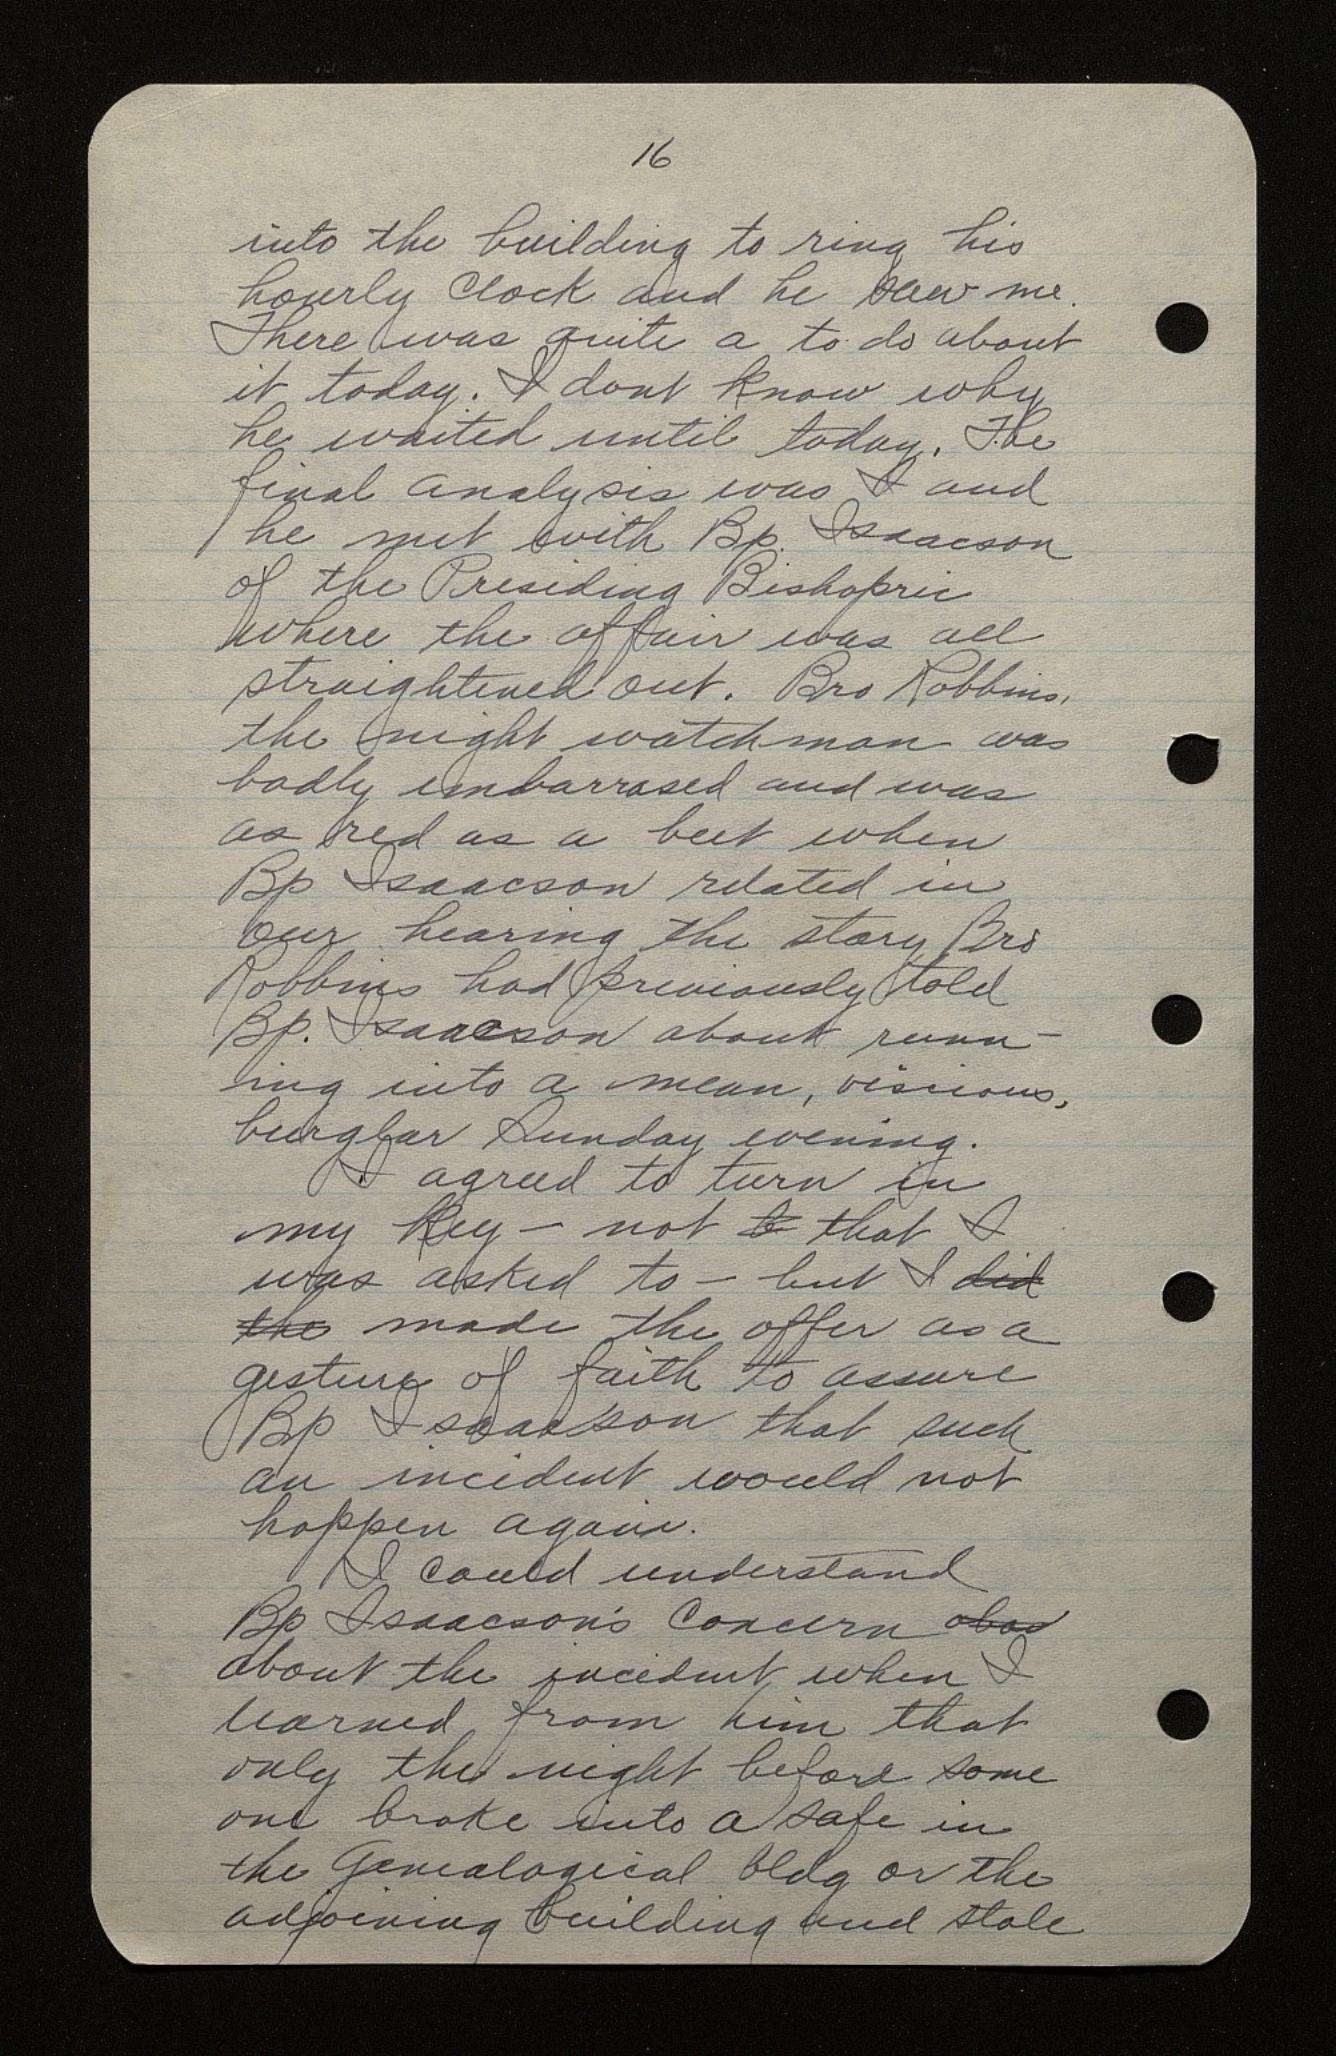 16
into the building to ring his
hourly clock and he saw me.
There was quite a to do about
it today. I dont know why
he waited until today. The
final analysis was I and
he met with Bp. Isaacson
of the Presiding Bishopric
where the affair was all
straightened out. Bro Robbins,
the night watchman was
badly embarrased and was
as red as a beet when
Bp Isaacson related in
our hearing the story Bro
Robbins had previously told
Bp. Isaacson about runn-
ing into a mean, visious,
burglar Sunday evening.
I agreed to turn in
my key - not to that I
was asked to - but I did
the made the offer as a
gesture of faith to assure
Bp Isaacson that such
an incident would not
happen again.
I could understand
Bp Isaacson's concern abou
about the incident when I
learned from him that
only the night before some
one broke into a safe in
the Genealogical bldg or the
adjoining building and stole